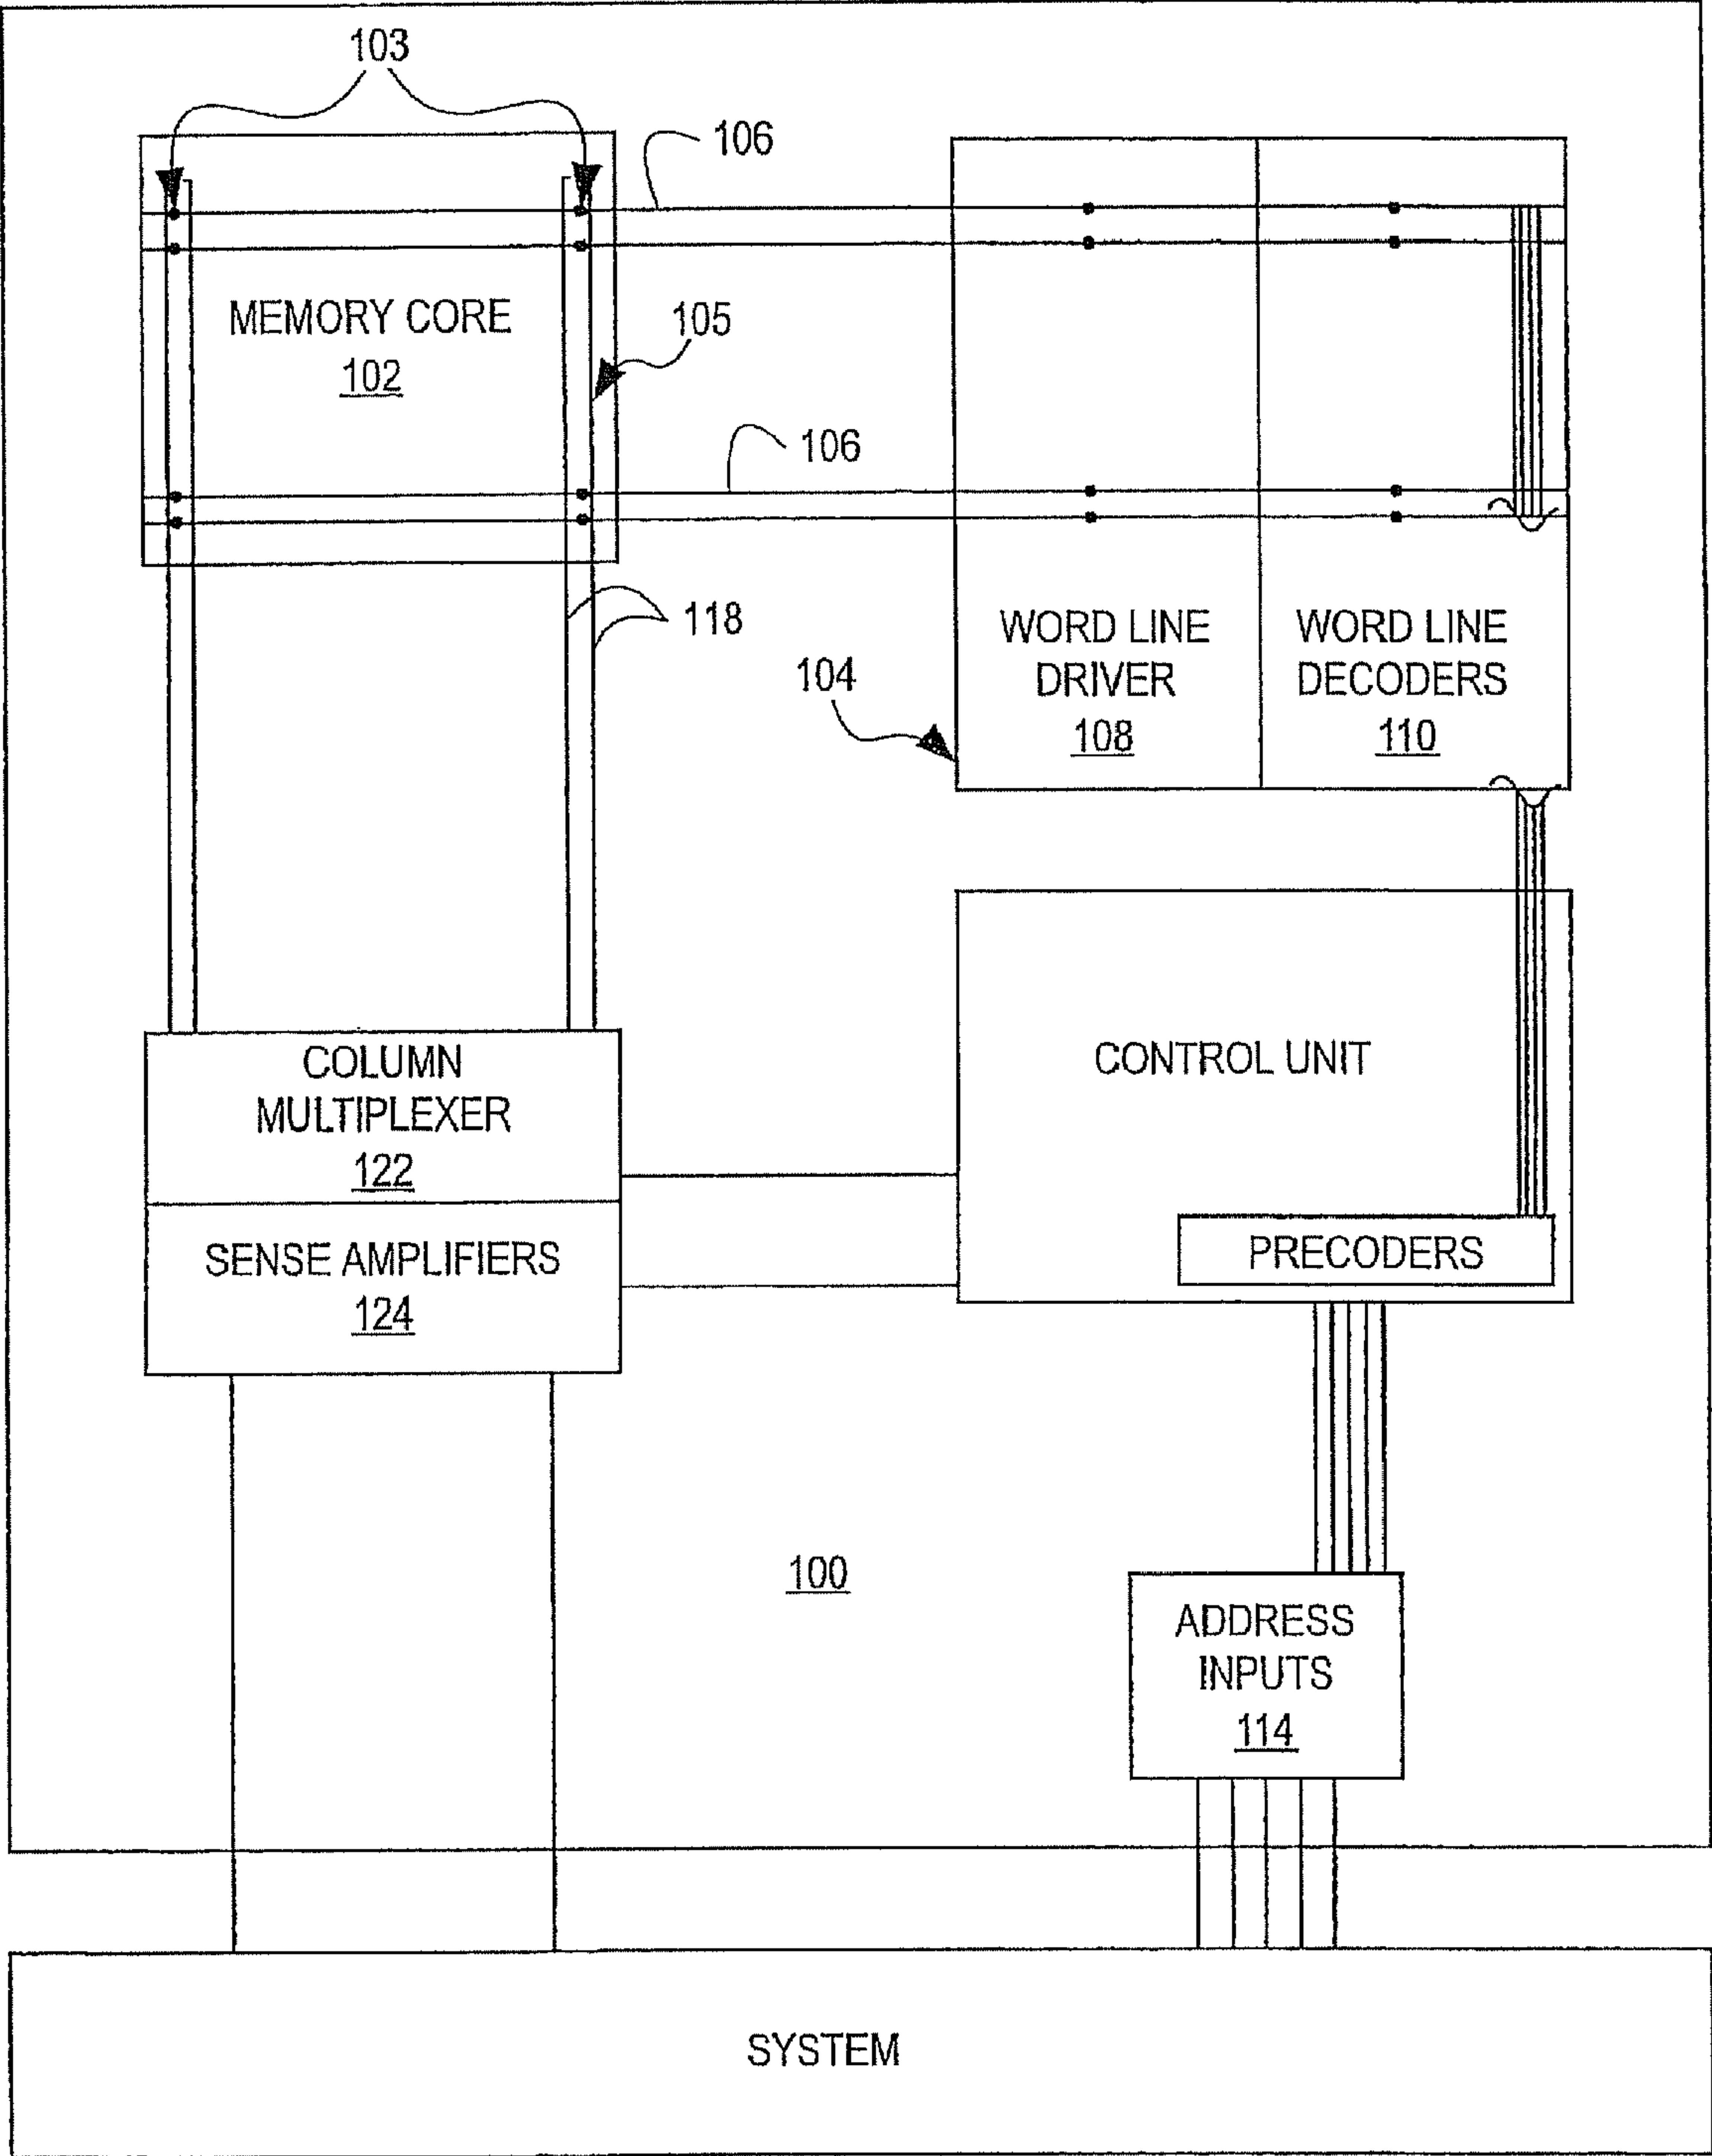 103
106
MEMORY CORE
102
105
106
118
104
WORD LINE
DRIVER
108
WORD LINE
DECODERS
110
COLUMN
MULTIPLEXER
122
SENSE AMPLIFIERS
124
CONTROL UNIT
PRECODERS
100
ADDRESS
INPUTS
114
SYSTEM